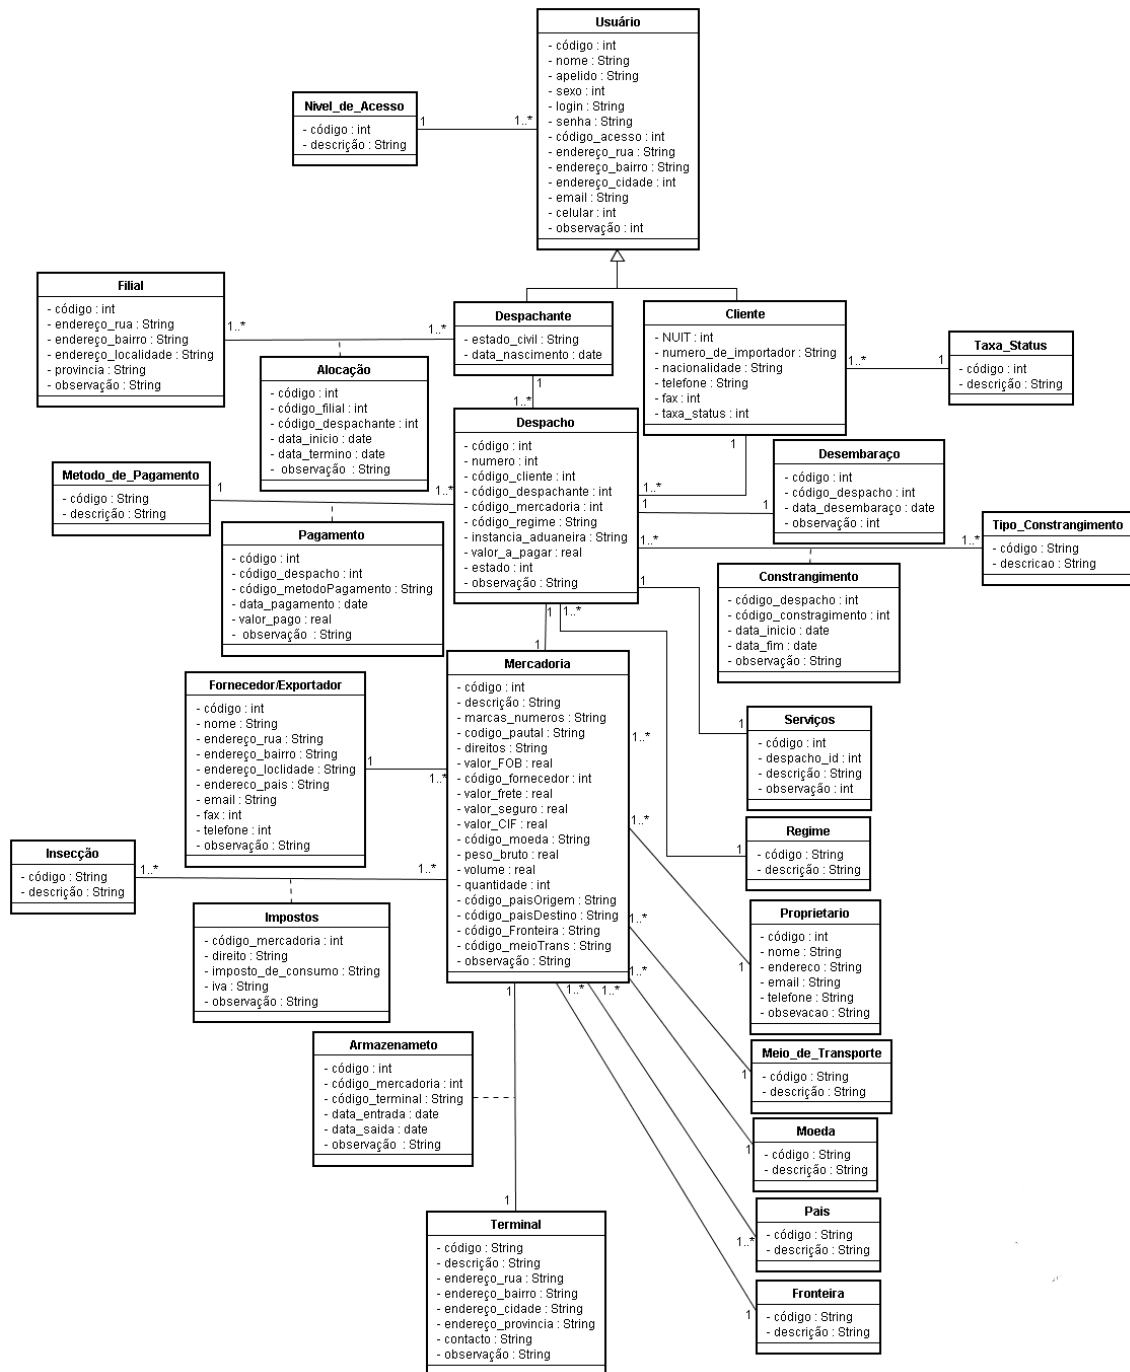 Usuário
- código : int
- nome : String
- apelido : String
- sexo : int
- login : String
- senha : String
- código_acesso : int
- endereço_rua : String
- endereço_bairro : String
- endereço_cidade : int
- email : String
- celular : int
- observação : int
Nivel_de_Acesso
- código : int
- descrição : String
1
1..*
Filial
- código : int
- endereço_rua : String
- endereço_bairro : String
- endereço_localidade : String
- provincia : String
- observação : String
1..*
1..*
Despachante
- estado_civil : String
- data_nascimento : date
Cliente
- NUIT : int
- numero_de_importador : String
- nacionalidade : String
- telefone : String
- fax : int
- taxa_status : int
1..*
1
Taxa_Status
- código : int
- descrição : String
Alocação
- código : int
- código_filial : int
- código_despachante : int
- data_inicio : date
- data_termino : date
- observação : String
1
1..*
Despacho
- código : int
- numero : int
- código_cliente : int
- código_despachante : int
- código_mercadoria : int
- código_regime : String
- instancia_aduaneira : String
- valor_a_pagar : real
- estado : int
- observação : String
1
1..*
Desembaraço
- código : int
- código_despacho : int
- data_desembaraço : date
- observação : int
1
1
Metodo_de_Pagamento
- código : String
- descrição : String
1
1..*
Pagamento
- código : int
- código_despacho : int
- código_metodoPagamento : String
- data_pagamento : date
- valor_pago : real
- observação : String
1..*
1..*
Tipo_Constrangimento
- código : String
- descricao : String
Constrangimento
- código_despacho : int
- código_constragimento : int
- data_inicio : date
- data_fim : date
- observação : String
1
1
1..*
1
Mercadoria
- código : int
- descrição : String
- marcas_numeros : String
- codigo_pautal : String
- direitos : String
- valor_FOB : real
- código_fornecedor : int
- valor_frete : real
- valor_seguro : real
- valor_CIF : real
- código_moeda : String
- peso_bruto : real
- volume : real
- quantidade : int
- código_paisOrigem : String
- código_paisDestino : String
- código_Fronteira : String
- código_meioTrans : String
- observação : String
Fornecedor/Exportador
- código : int
- nome : String
- endereço_rua : String
- endereço_bairro : String
- endereço_loclidade : String
- endereco_pais : String
- email : String
- fax : int
- telefone : int
- observação : String
1
1..*
1..*
1
Serviços
- código : int
- despacho_id : int
- descrição : String
- observação : int
1..*
1
Regime
- código : String
- descrição : String
Insecção
- código : String
- descrição : String
1..*
1..*
Impostos
- código_mercadoria : int
- direito : String
- imposto_de_consumo : String
- iva : String
- observação : String
1..*
1
Proprietario
- código : int
- nome : String
- endereco : String
- email : String
- telefone : String
- obsevacao : String
1..*
1
1..*
1..*
Armazenameto
- código : int
- código_mercadoria : int
- código_terminal : String
- data_entrada : date
- data_saida : date
- observação : String
1
Meio_de_Transporte
- código : String
- descrição : String
1
Moeda
- código : String
- descrição : String
1
Pais
- código : String
- descrição : String
1..*
1
Terminal
- código : String
- descrição : String
- endereço_rua : String
- endereço_bairro : String
- endereço_cidade : String
- endereço_provincia : String
- contacto : String
- observação : String
Fronteira
- código : String
- descrição : String
1